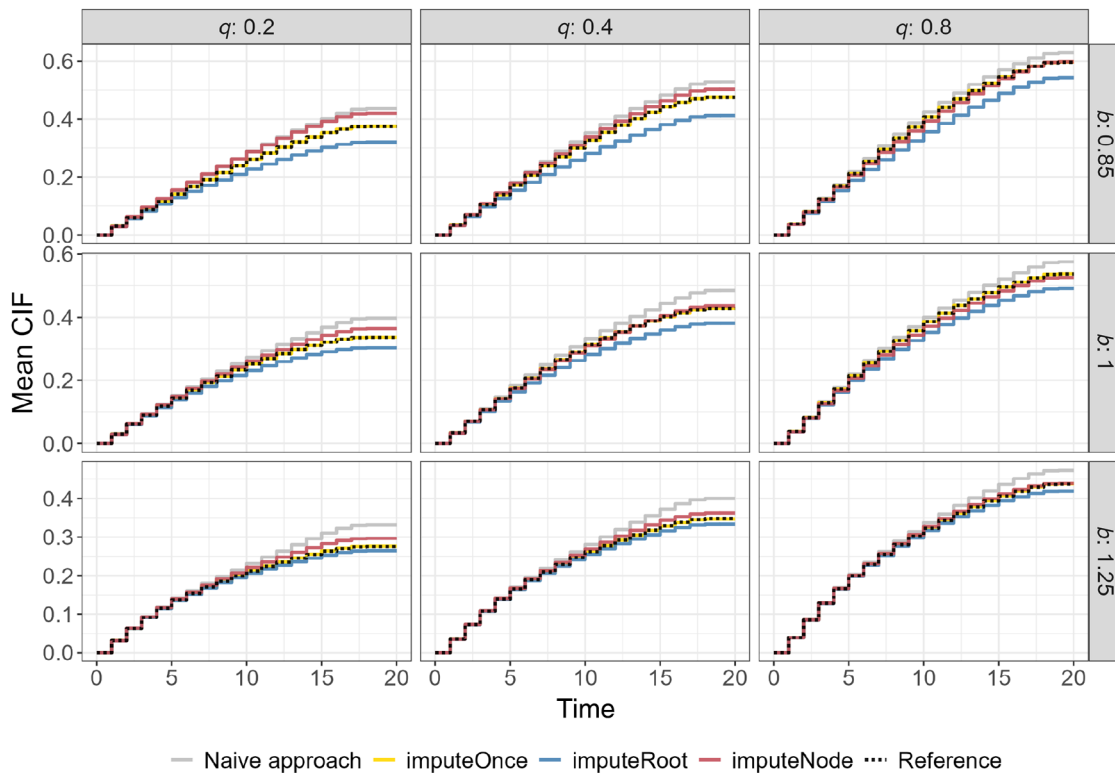 q: 0.2
q: 0.4
q: 0.8
0.6
0.4
0.2
0.0
b: 0.85
0.6
0.4
0.2
0.0
b: 1
0.4
0.3
0.2
0.1
0.0
b: 1.25
0 5 10 15 20
0 5 10 15 20
0 5 10 15 20
Mean CIF
Time
Naive approach imputeOnce imputeRoot imputeNode Reference